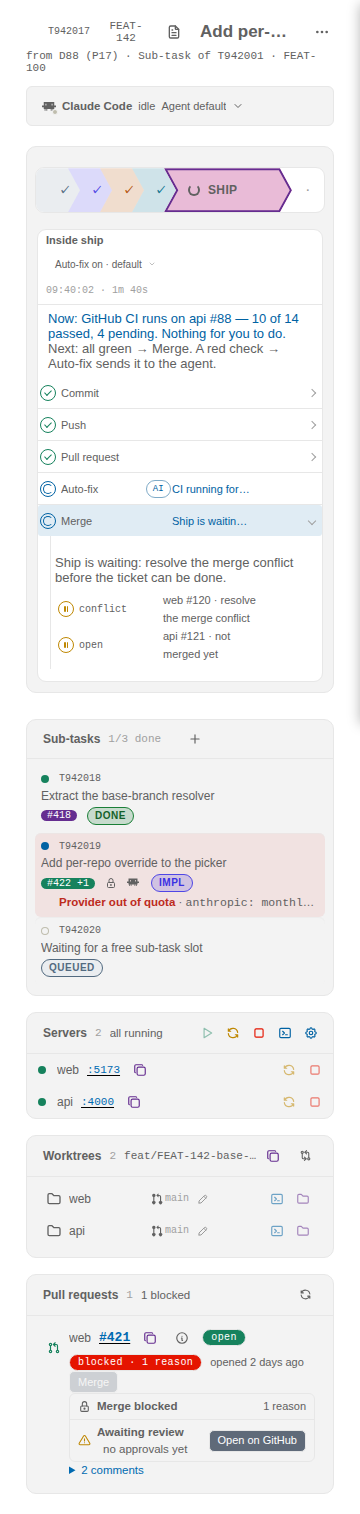 T942017 FEAT-142 Add per-…
from D88 (P17) · Sub-task of T942001 · FEAT-
100
Claude Code idle Agent default
SHIP
Inside ship
Auto-fix on · default
09:40:02 · 1m 40s
Now: GitHub CI runs on api #88 — 10 of 14
passed, 4 pending. Nothing for you to do.
Next: all green → Merge. A red check →
Auto-fix sends it to the agent.
Commit
Push
Pull request
Auto-fix AI CI running for…
Merge Ship is waitin…
Ship is waiting: resolve the merge conflict
before the ticket can be done.
conflict web #120 · resolve
the merge conflict
open api #121 · not
merged yet
Sub-tasks 1/3 done
T942018
Extract the base-branch resolver
#418 DONE
T942019
Add per-repo override to the picker
#422 +1 IMPL
Provider out of quota · anthropic: monthl…
T942020
Waiting for a free sub-task slot
QUEUED
Servers 2 all running
web :5173
api :4000
Worktrees 2 feat/FEAT-142-base-…
web main
api main
Pull requests 1 1 blocked
web #421 open
blocked · 1 reason opened 2 days ago
Merge
Merge blocked 1 reason
Awaiting review
no approvals yet Open on GitHub
2 comments